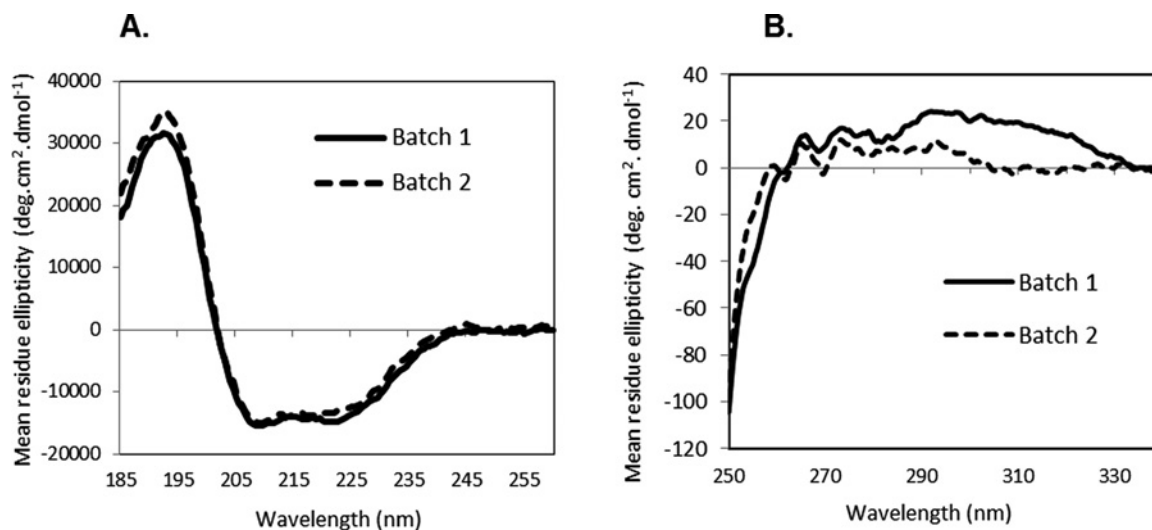 A.
Mean residue ellipticity (deg.cm².dmol⁻¹)
40000
30000
20000
10000
0
-10000
-20000
185 195 205 215 225 235 245 255
Wavelength (nm)
Batch 1
Batch 2
B.
Mean residue ellipticity (deg. cm². dmol⁻¹)
40
20
0
-20
-40
-60
-80
-100
-120
250 270 290 310 330
Wavelength (nm)
Batch 1
Batch 2